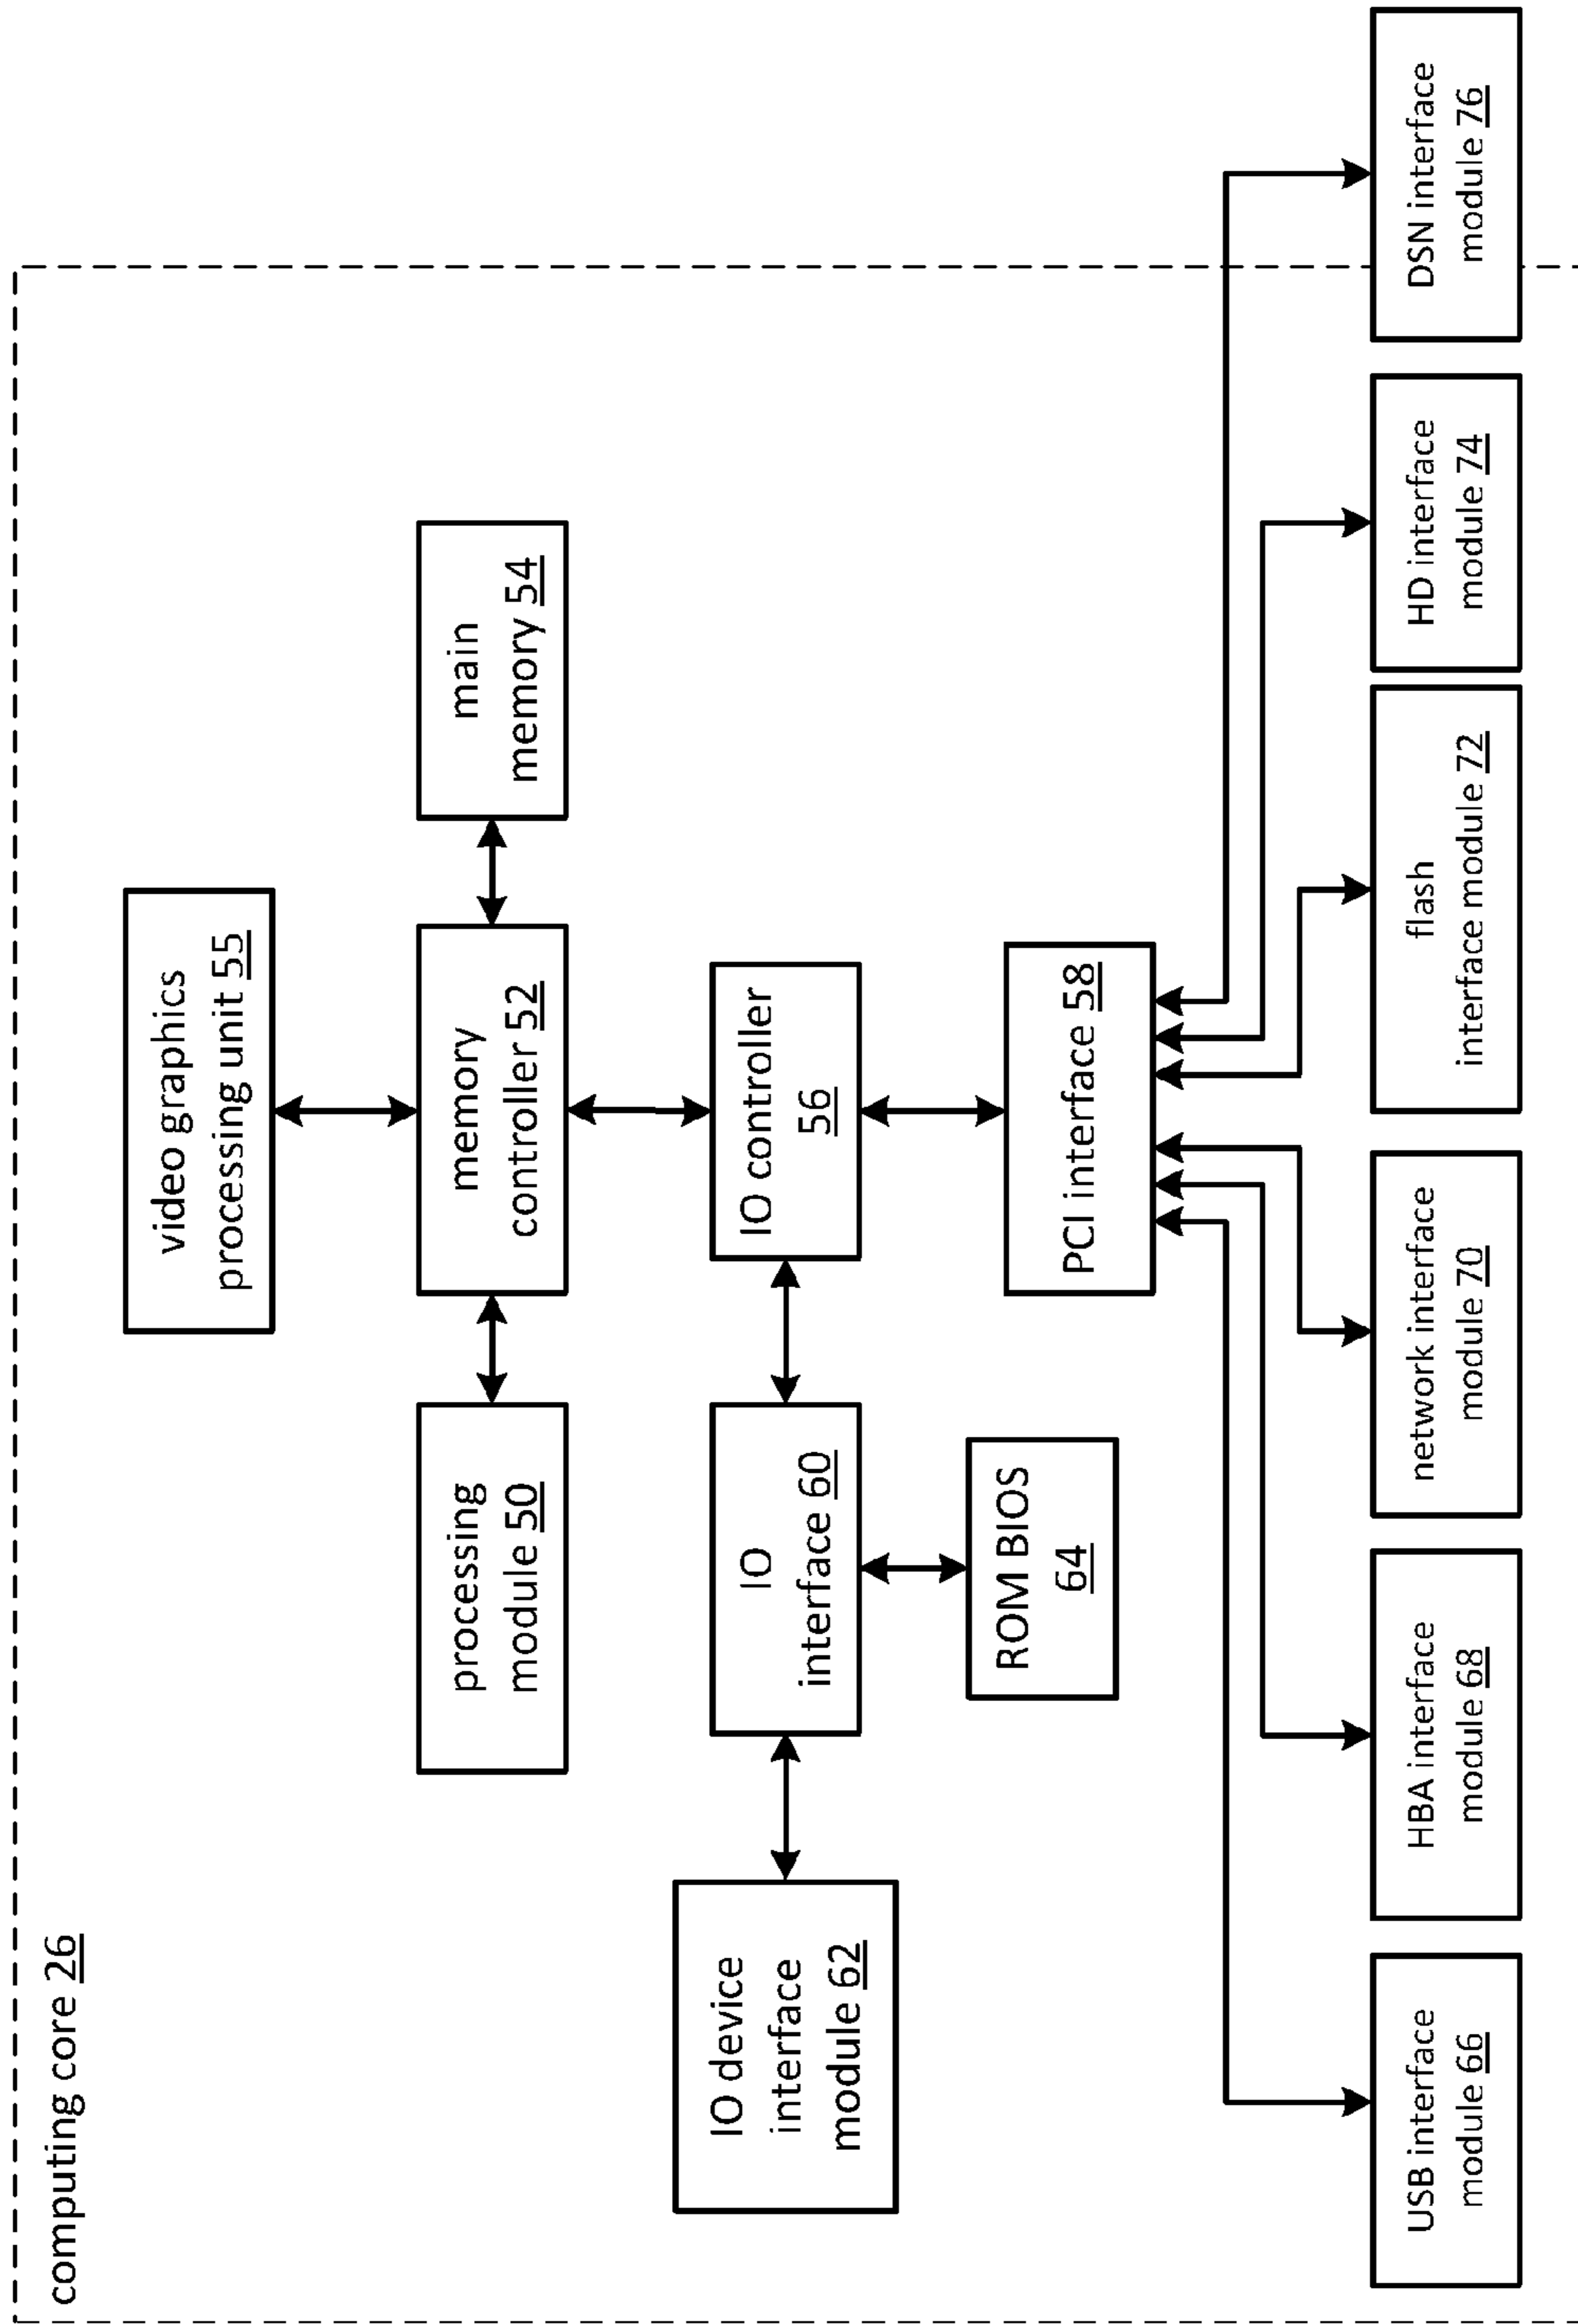 computing core 26
video graphics
processing unit 55
processing
module 50
memory
controller 52
main
memory 54
IO device
interface
module 62
IO
interface 60
IO controller
56
ROM BIOS
64
PCI interface 58
USB interface
module 66
HBA interface
module 68
network interface
module 70
flash
interface module 72
HD interface
module 74
DSN interface
module 76